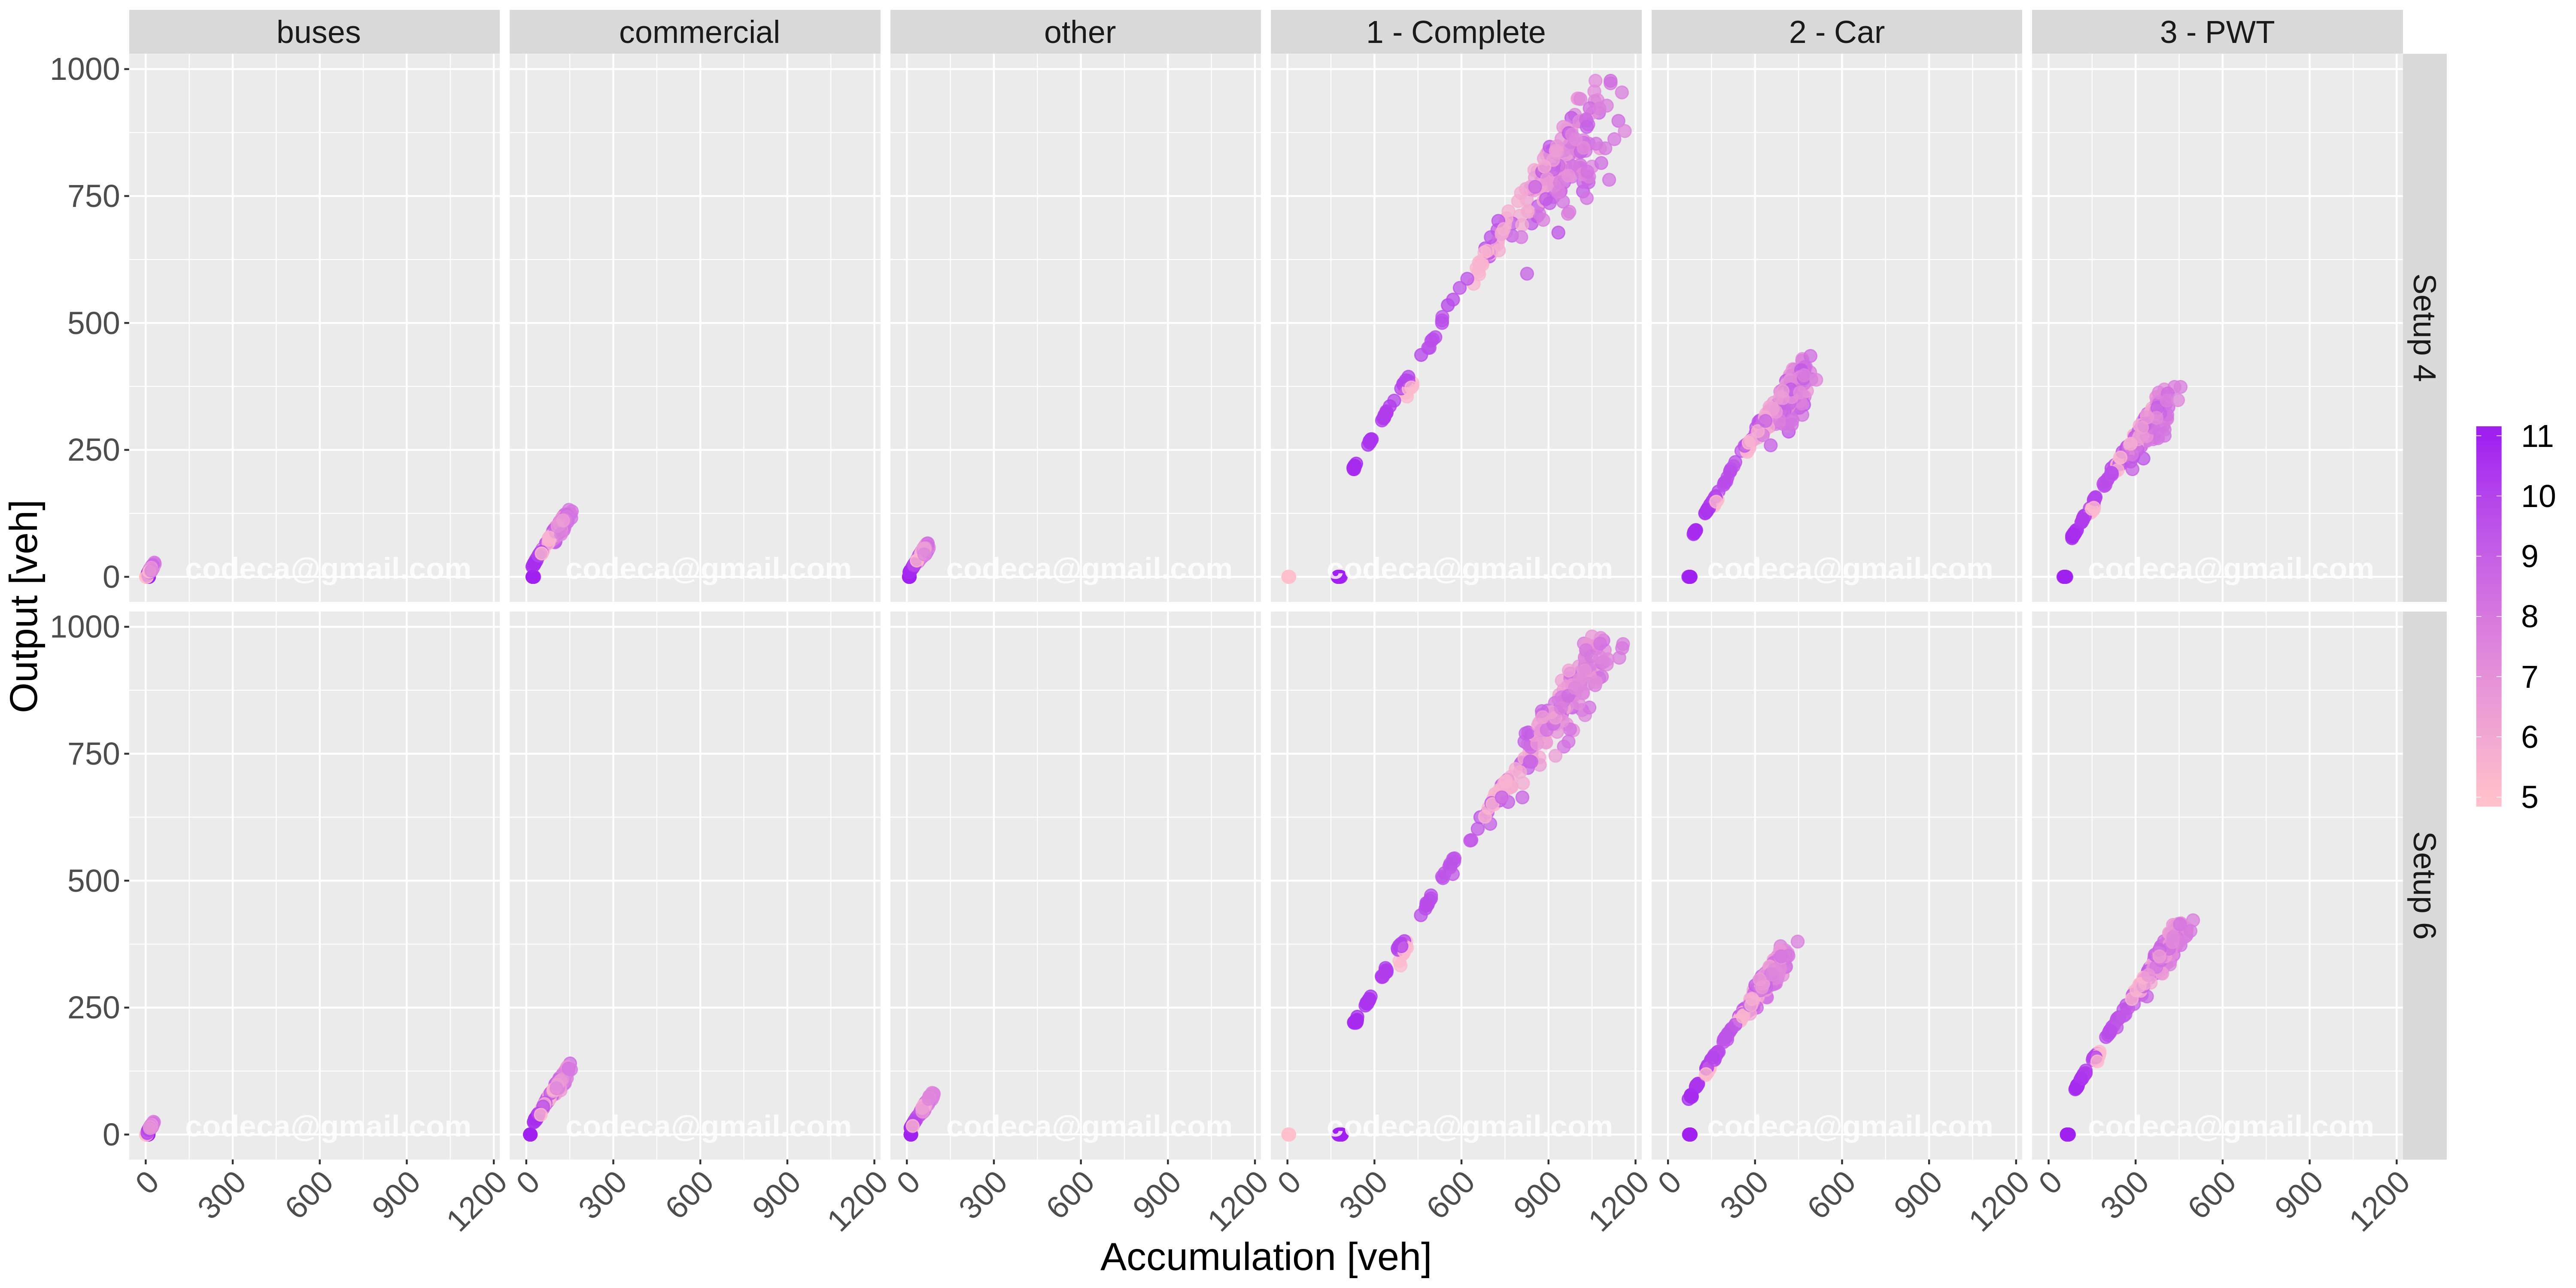 buses commercial other 1 - Complete 2 - Car 3 - PWT
Output [veh]
1000
750
500
250
0
codeca@gmail.com codeca@gmail.com codeca@gmail.com codeca@gmail.com codeca@gmail.com codeca@gmail.com
Setup 4
1000
750
500
250
0
codeca@gmail.com codeca@gmail.com codeca@gmail.com codeca@gmail.com codeca@gmail.com codeca@gmail.com
Setup 6
0 300 600 900 1200 0 300 600 900 1200 0 300 600 900 1200 0 300 600 900 1200 0 300 600 900 1200 0 300 600 900 1200
Accumulation [veh]
11
10
9
8
7
6
5